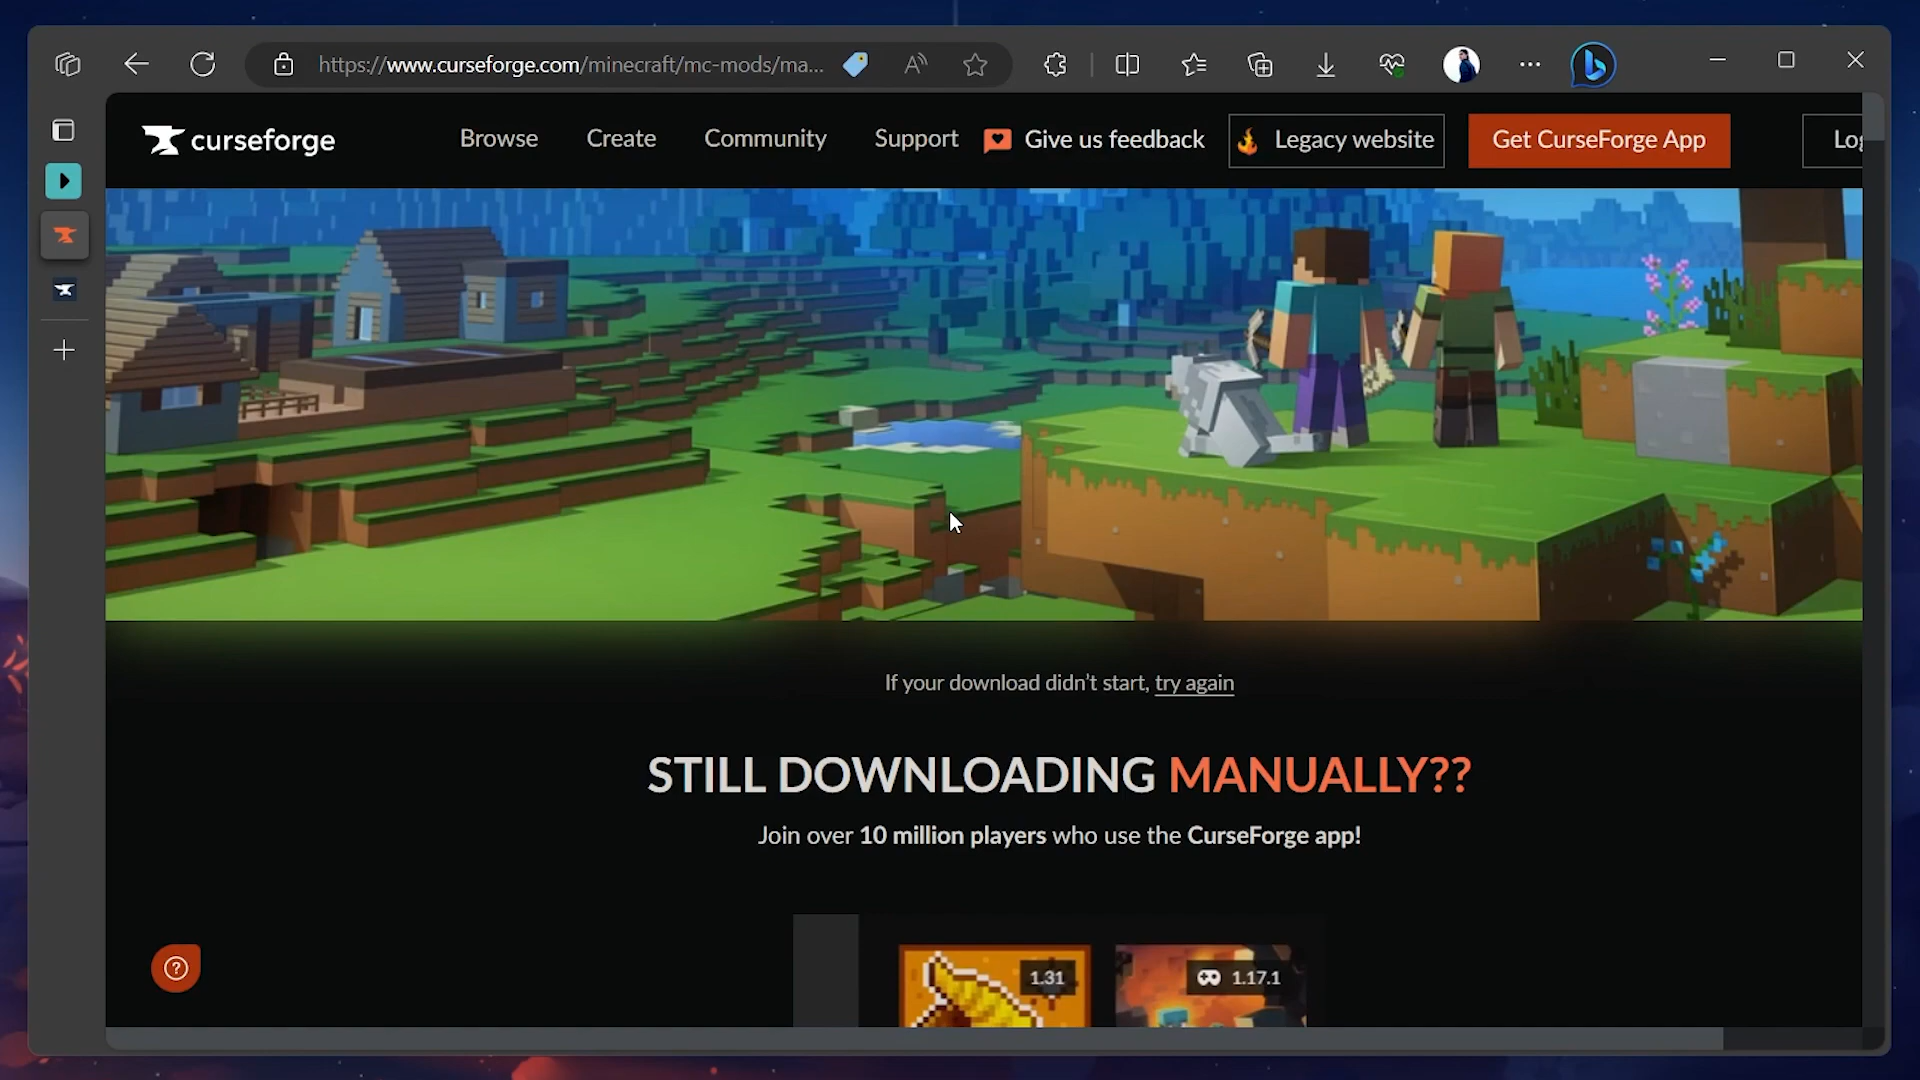 https://www.curseforge.com/minecraft/mc-mods/ma...
curseforge
Browse
Create
Community
Support
Give us feedback
Legacy website
Get CurseForge App
If your download didn't start, try again
STILL DOWNLOADING MANUALLY??
Join over 10 million players who use the CurseForge app!
1.31
1.17.1